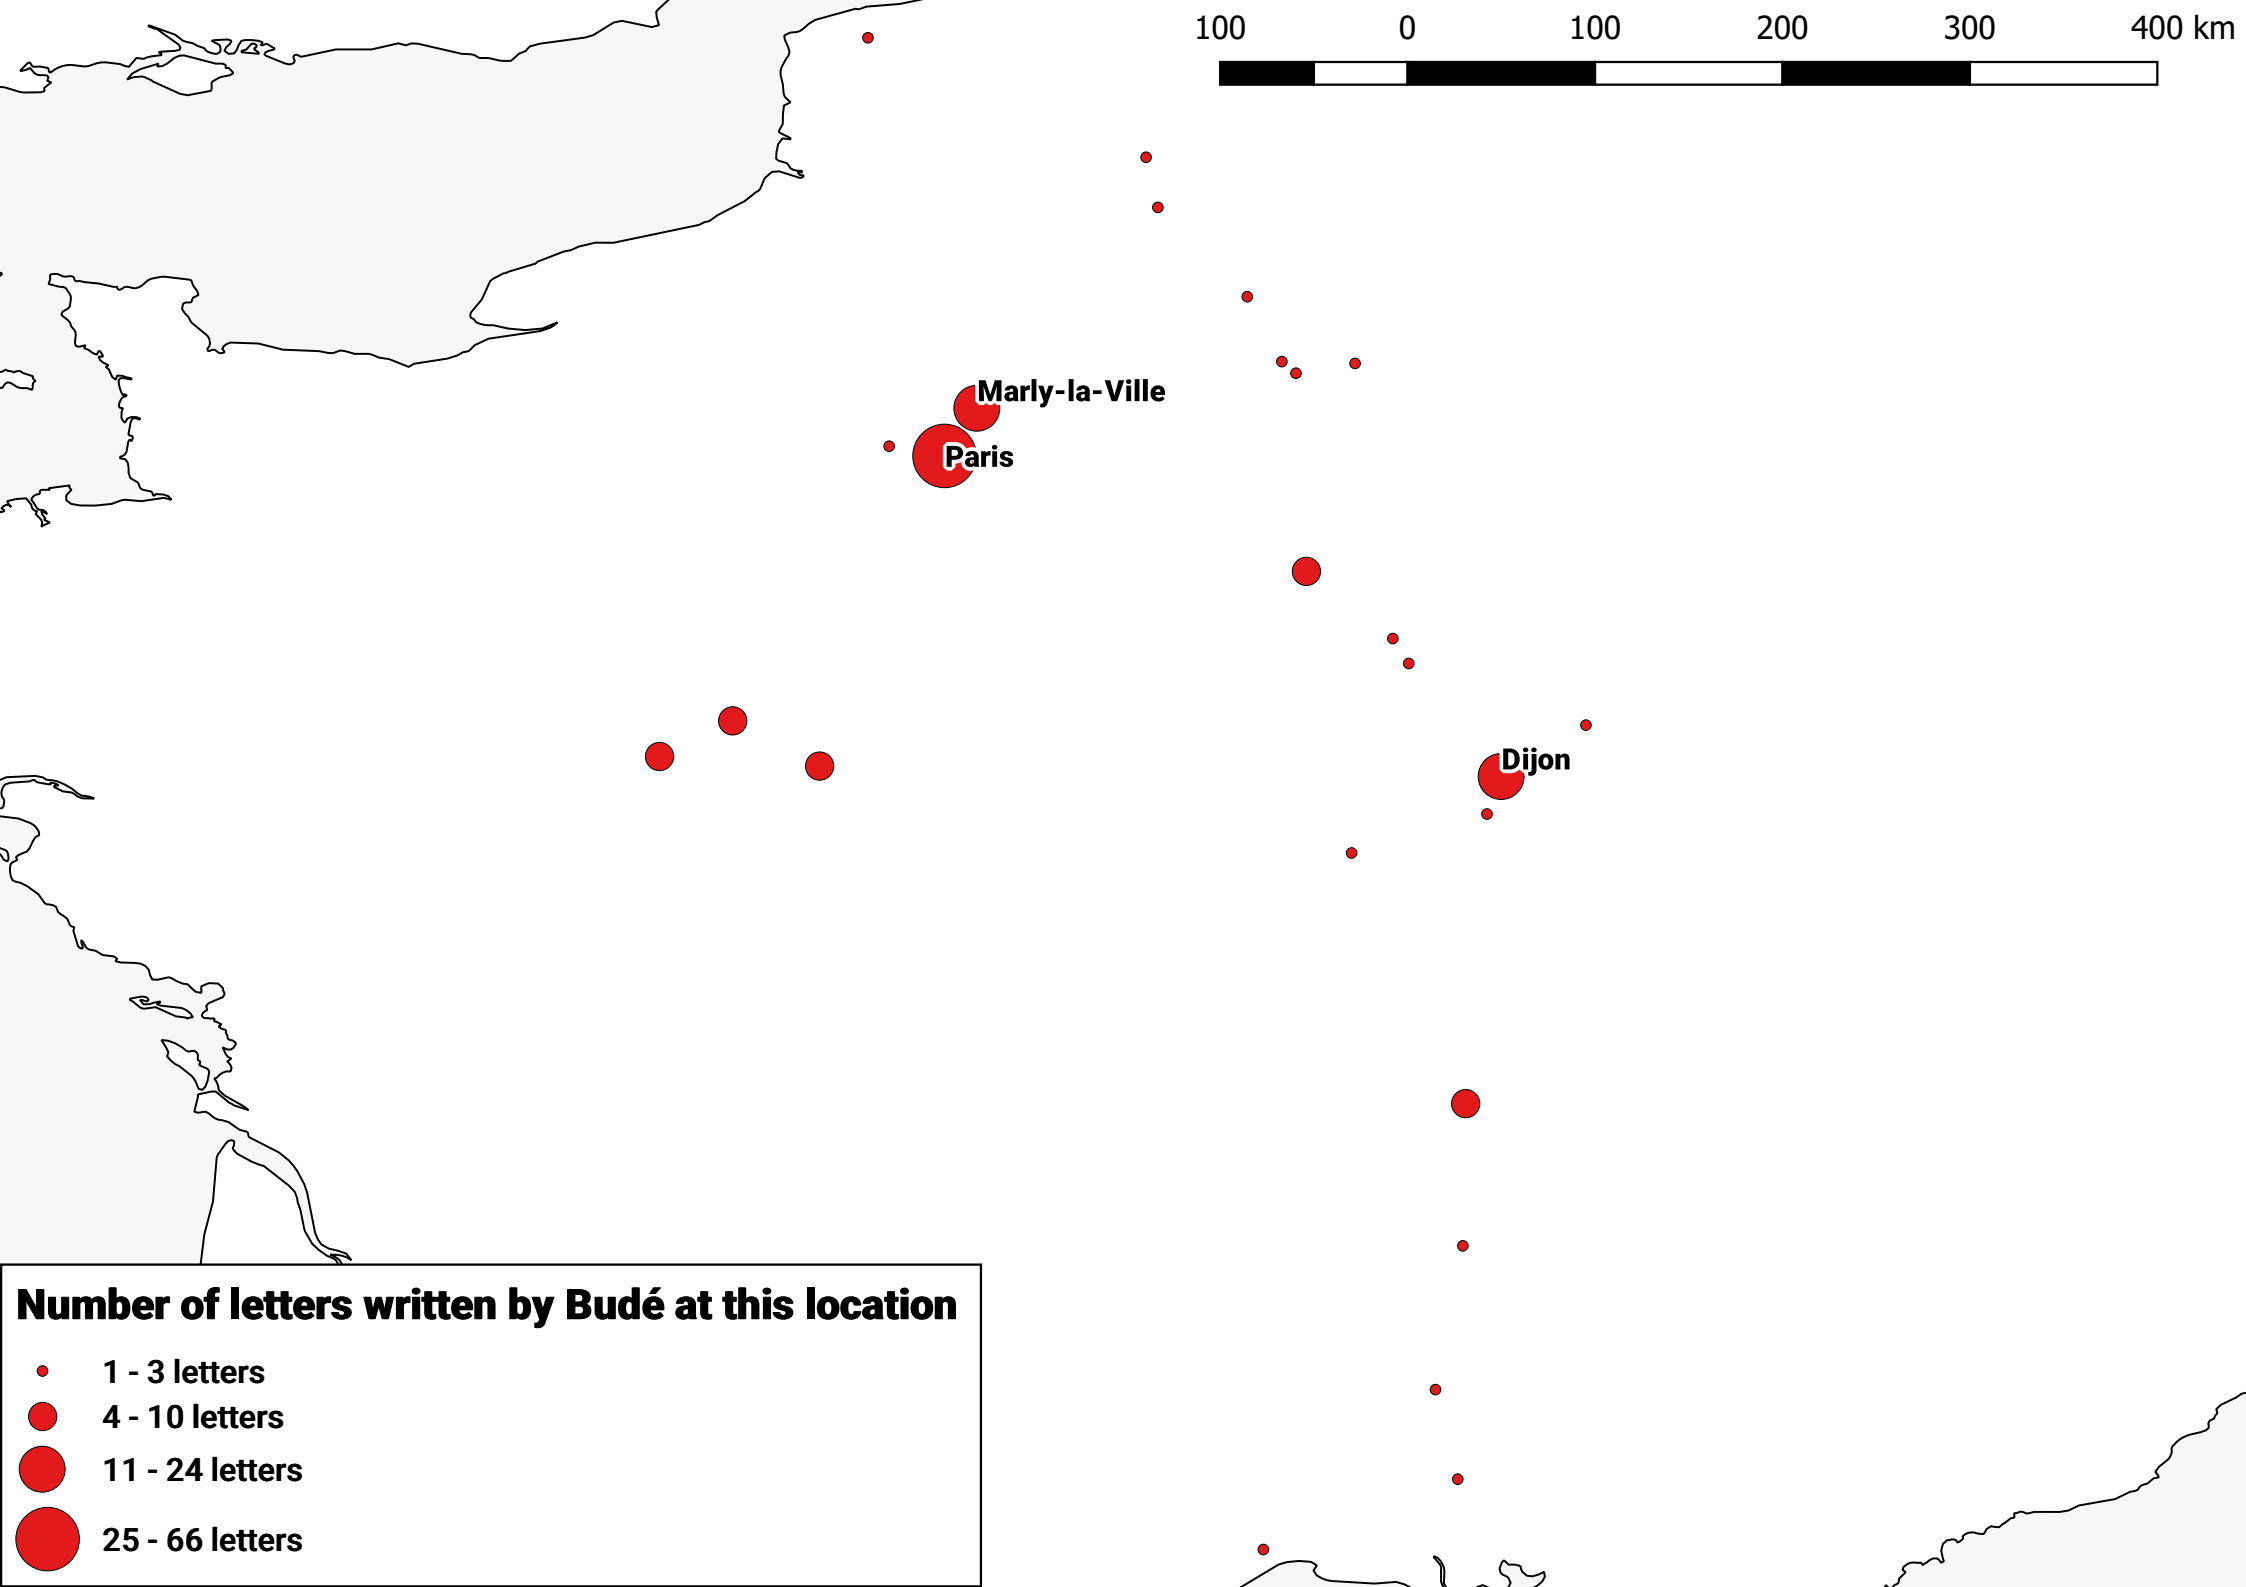 100 0 100 200 300 400 km
Marly-la-Ville
Paris
Dijon
Number of letters written by Budé at this location
1 - 3 letters
4 - 10 letters
11 - 24 letters
25 - 66 letters